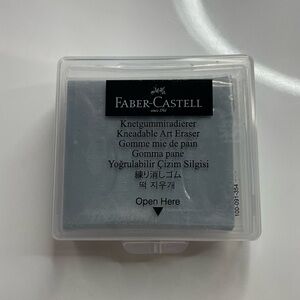 FABER-CASTELL
since 1761
Knetgummiradierer
Kneadable Art Eraser
Gomme mie de pain
Goma pane
Yoğrulabilir Çizim Silgisi
練り消しゴム
떡 지우개
Open Here